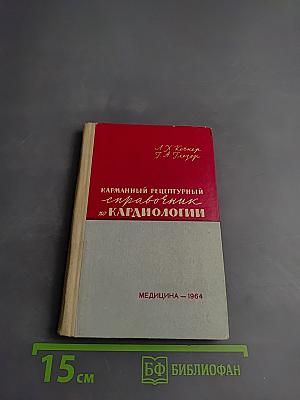 Л. Х. Кечкер
Г. А. Глезер
КАРМАННЫЙ РЕЦЕПТУРНЫЙ
справочник
по КАРДИОЛОГИИ
МЕДИЦИНА — 1964
15 см
БФ БИБЛИОФАН